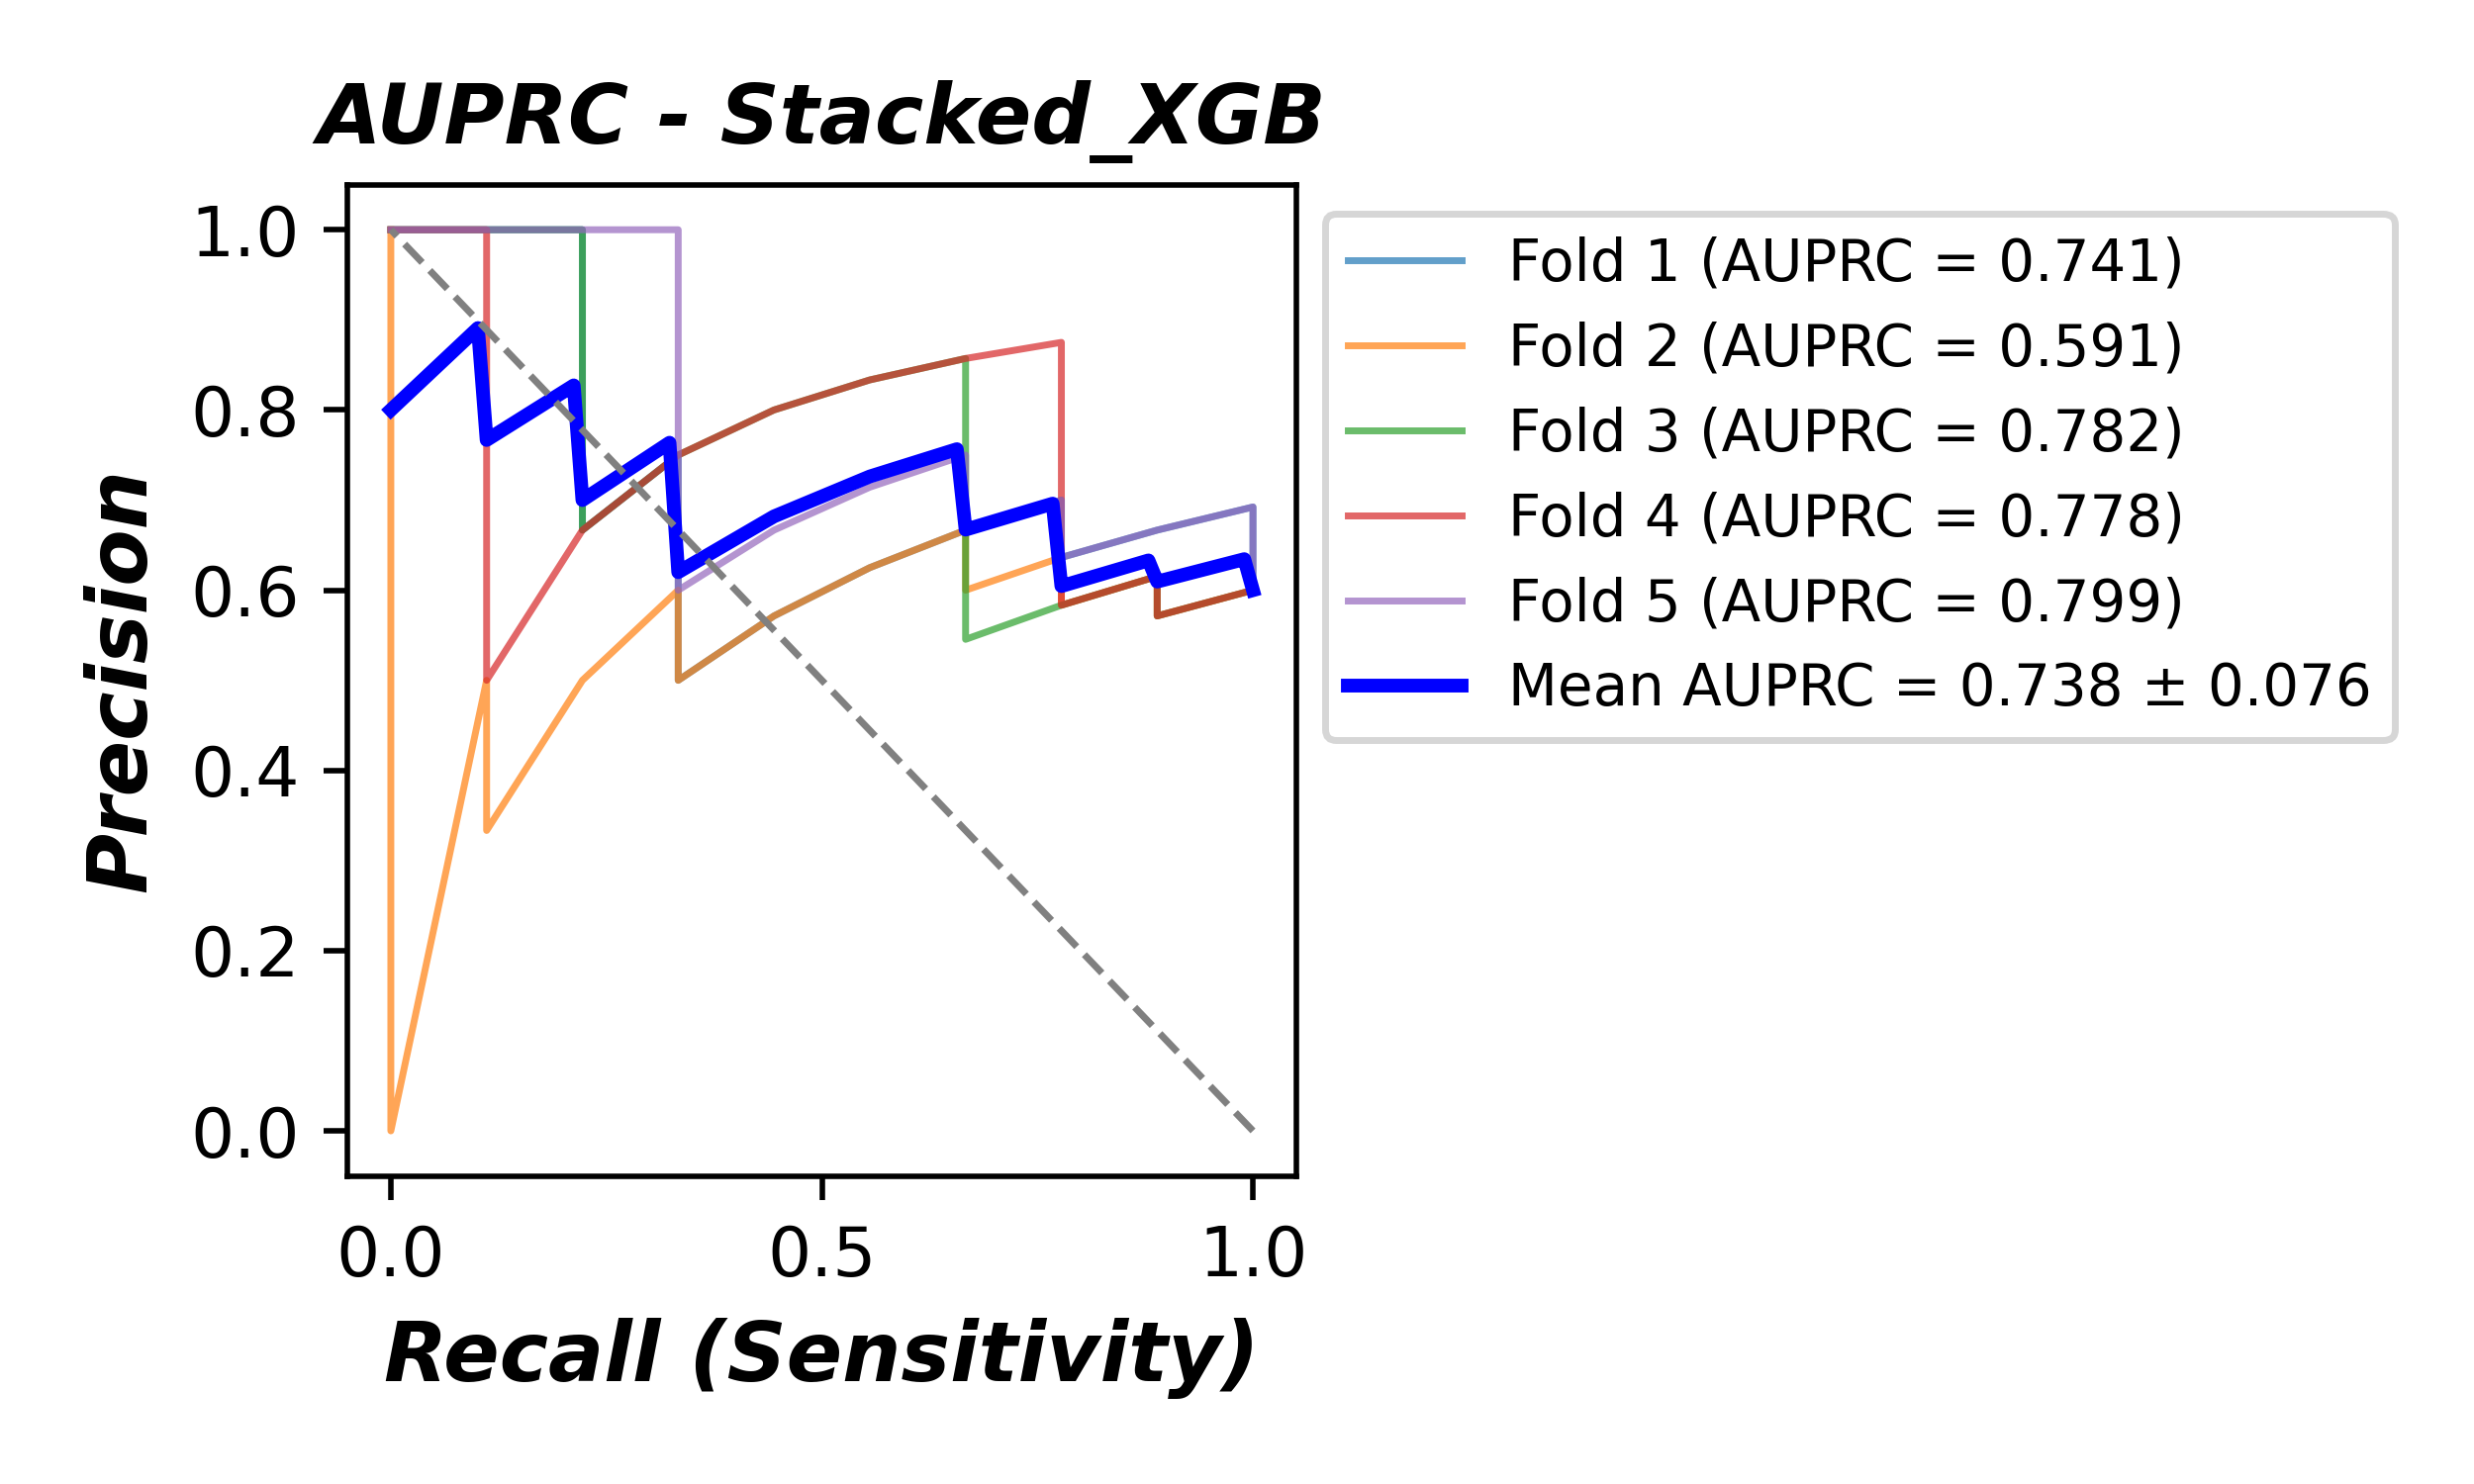 AUPRC - Stacked_XGB
Precision
1.0
0.8
0.6
0.4
0.2
0.0
0.0
0.5
1.0
Recall (Sensitivity)
Fold 1 (AUPRC = 0.741)
Fold 2 (AUPRC = 0.591)
Fold 3 (AUPRC = 0.782)
Fold 4 (AUPRC = 0.778)
Fold 5 (AUPRC = 0.799)
Mean AUPRC = 0.738 ± 0.076